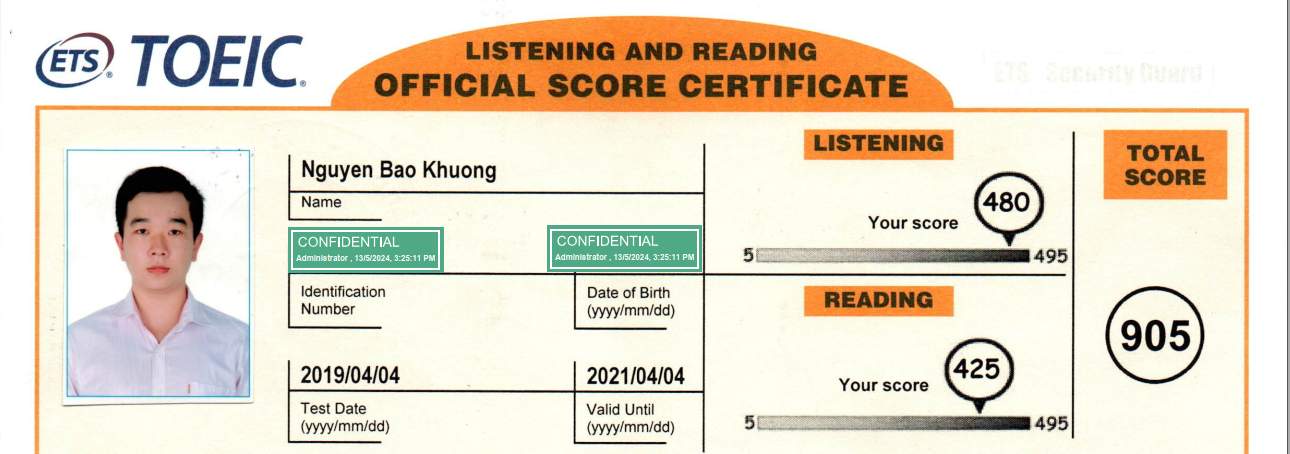 ETS® TOEIC®
LISTENING AND READING
OFFICIAL SCORE CERTIFICATE
ETS Security Guard
Nguyen Bao Khuong
Name
CONFIDENTIAL
Administrator , 13/5/2024, 3:25:11 PM
CONFIDENTIAL
Administrator , 13/5/2024, 3:25:11 PM
Identification
Number
Date of Birth
(yyyy/mm/dd)
2019/04/04
Test Date
(yyyy/mm/dd)
2021/04/04
Valid Until
(yyyy/mm/dd)
LISTENING
Your score
480
5
495
READING
Your score
425
5
495
TOTAL
SCORE
905